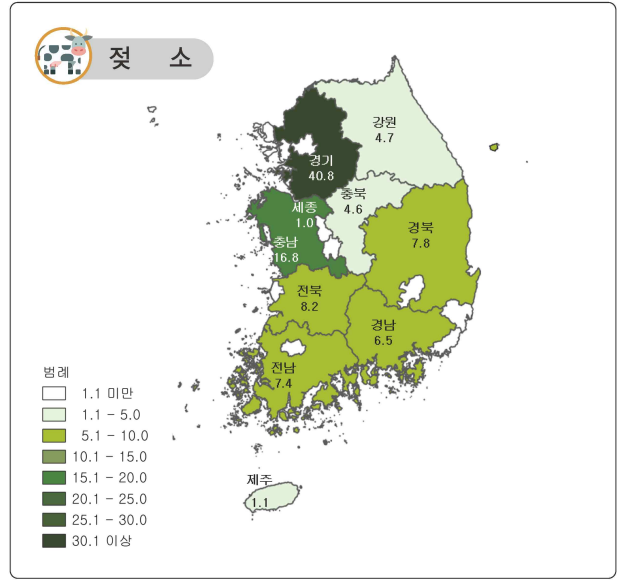 젖 소
강원
4.7
경기
40.8
충북
4.6
세종
1.0
충남
16.8
경북
7.8
전북
8.2
경남
6.5
전남
7.4
제주
1.1
범례
1.1 미만
1.1 - 5.0
5.1 - 10.0
10.1 - 15.0
15.1 - 20.0
20.1 - 25.0
25.1 - 30.0
30.1 이상